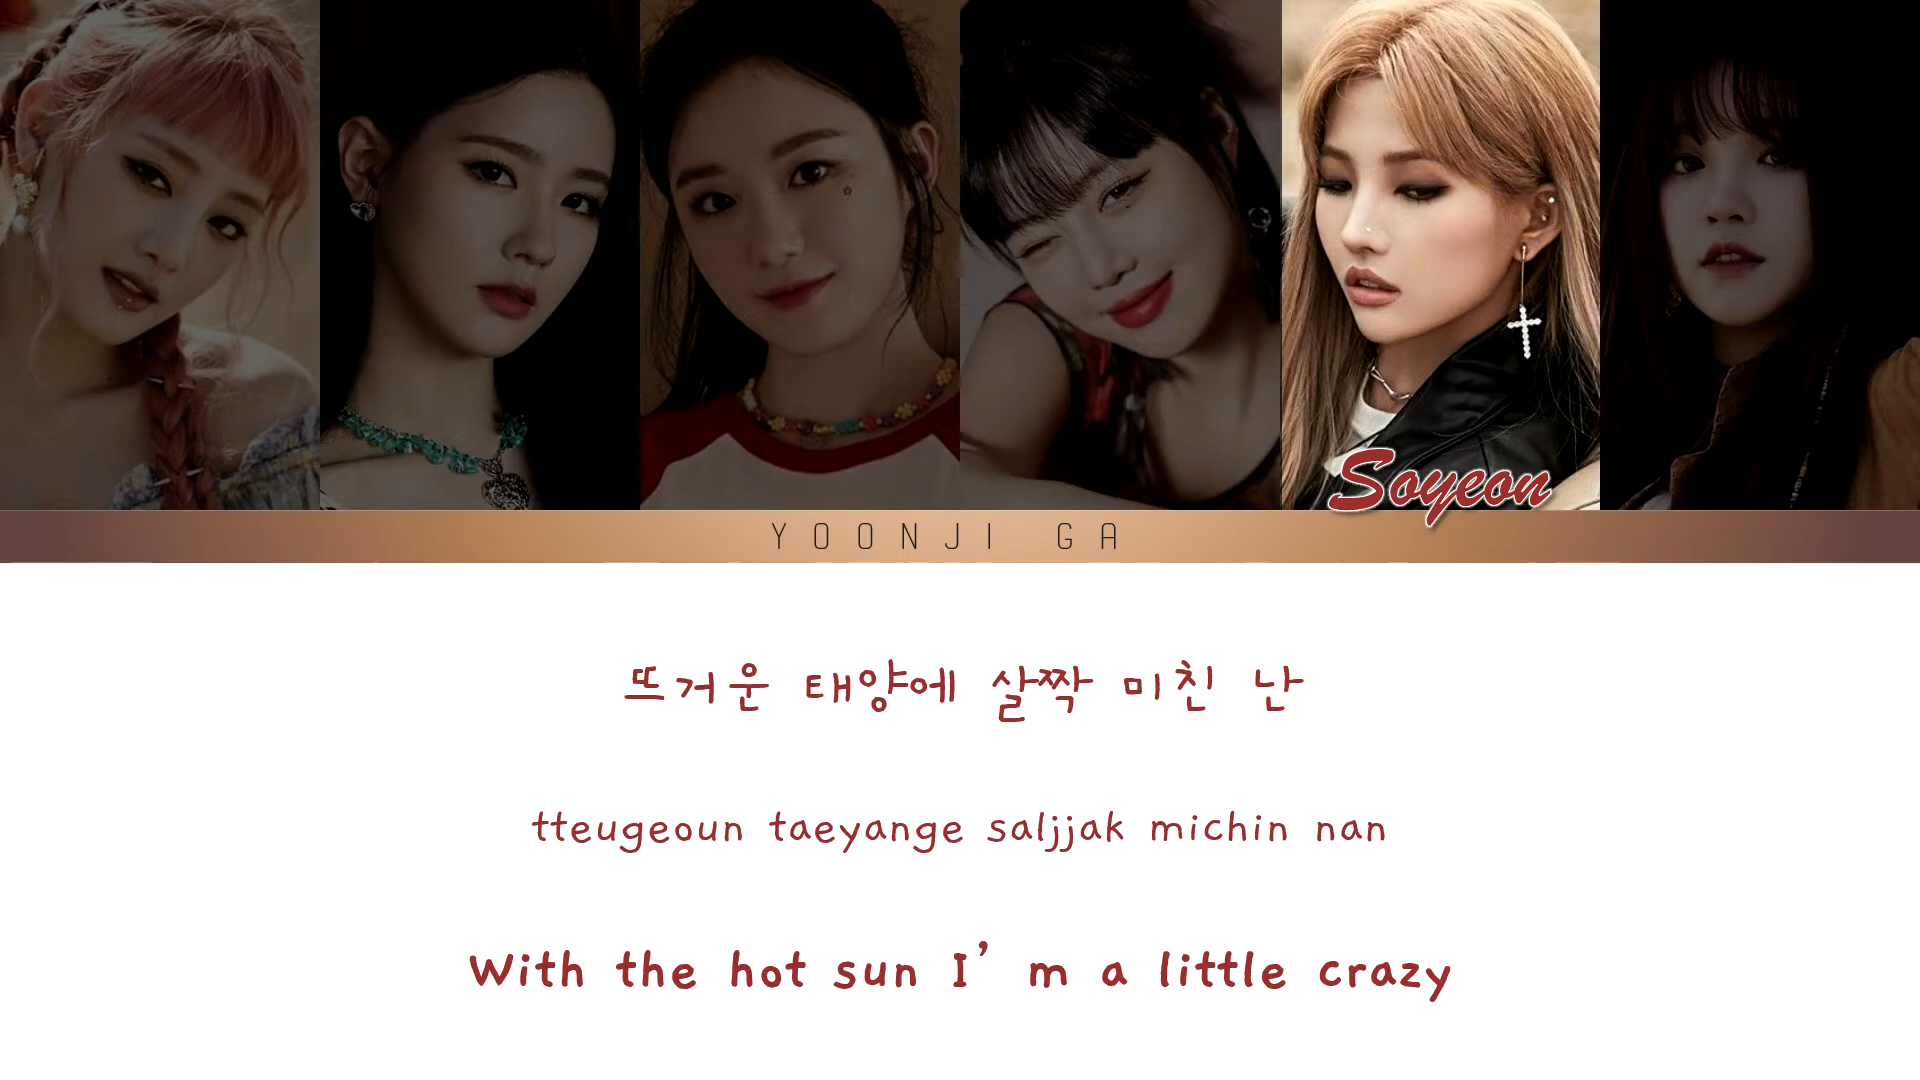 Soyeon
YOONJI GA
뜨거운 태양에 살짝 미친 난
tteugeoun taeyange saljjak michin nan
With the hot sun I’m a little crazy